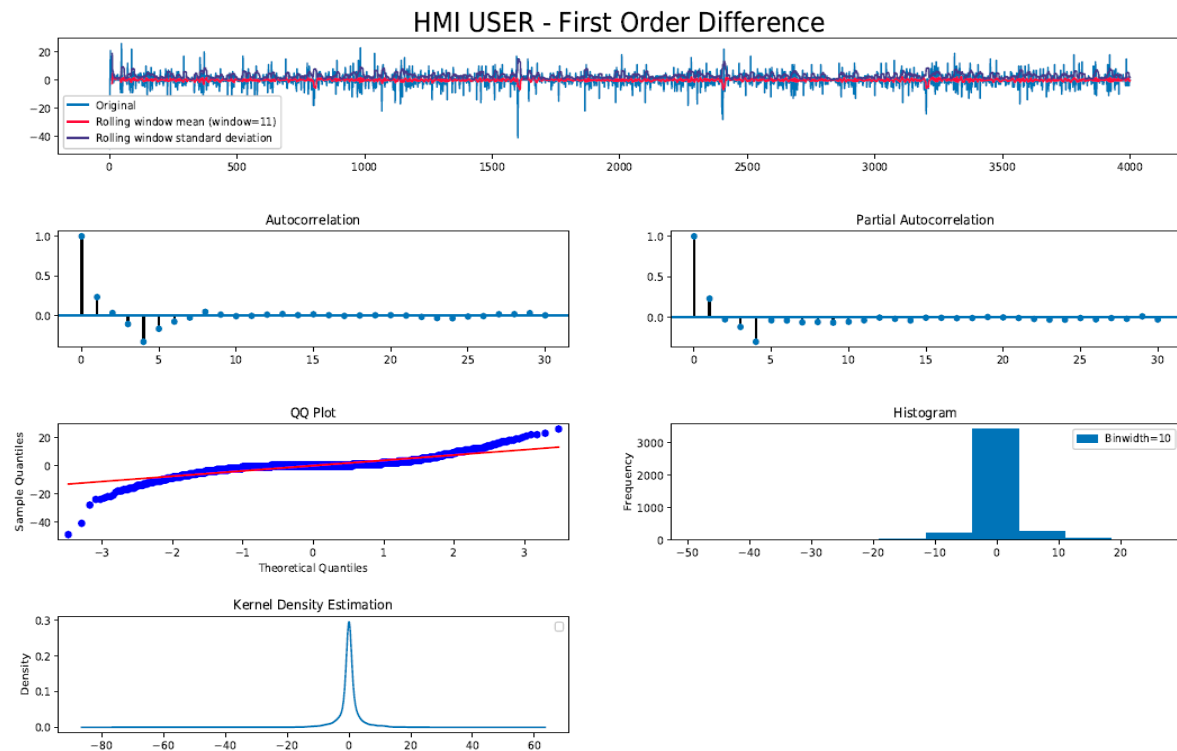 HMI USER - First Order Difference
20
0
−20
−40
Original
Rolling window mean (window=11)
Rolling window standard deviation
0 500 1000 1500 2000 2500 3000 3500 4000
Autocorrelation
1.0
0.5
0.0
0 5 10 15 20 25 30
Partial Autocorrelation
1.0
0.5
0.0
0 5 10 15 20 25 30
QQ Plot
Sample Quantiles
20
0
−20
−40
−3 −2 −1 0 1 2 3
Theoretical Quantiles
Histogram
Frequency
3000
2000
1000
0
Binwidth=10
−50 −40 −30 −20 −10 0 10 20
Kernel Density Estimation
Density
0.3
0.2
0.1
0.0
−80 −60 −40 −20 0 20 40 60